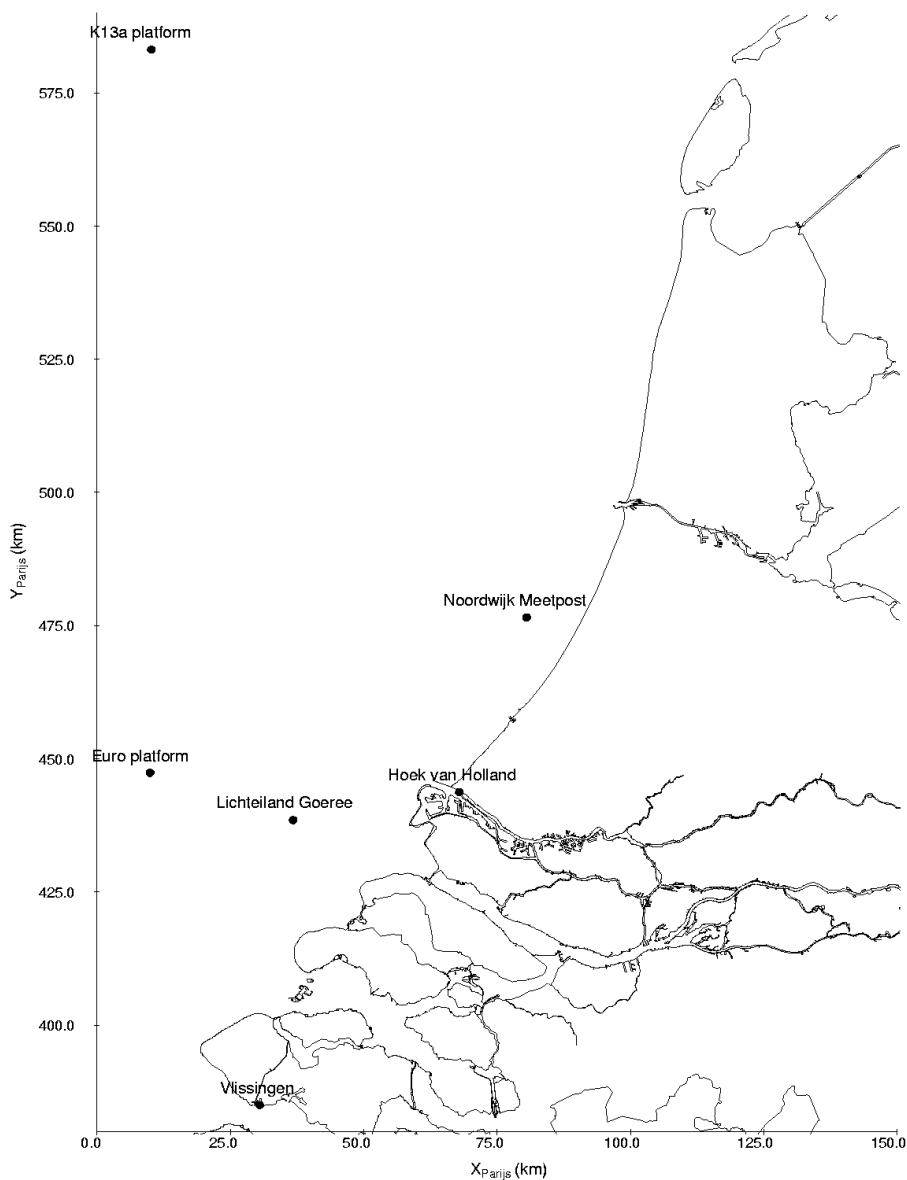 K13a platform
575.0
550.0
525.0
500.0
Noordwijk Meetpost
475.0
Euro platform
450.0
Hoek van Holland
Lichteiland Goeree
425.0
400.0
Vlissingen
0.0 25.0 50.0 75.0 100.0 125.0 150.0
X Parijs (km)
Y Parijs (km)